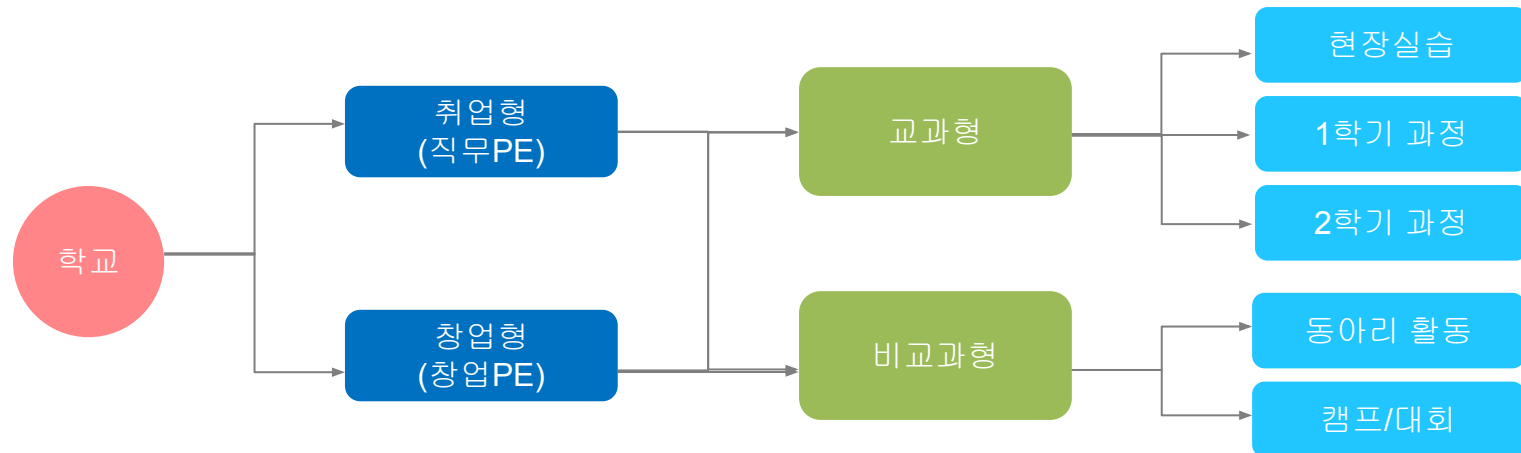 학교
취업형
(직무PE)
창업형
(창업PE)
교과형
비교과형
현장실습
1학기 과정
2학기 과정
동아리 활동
캠프/대회